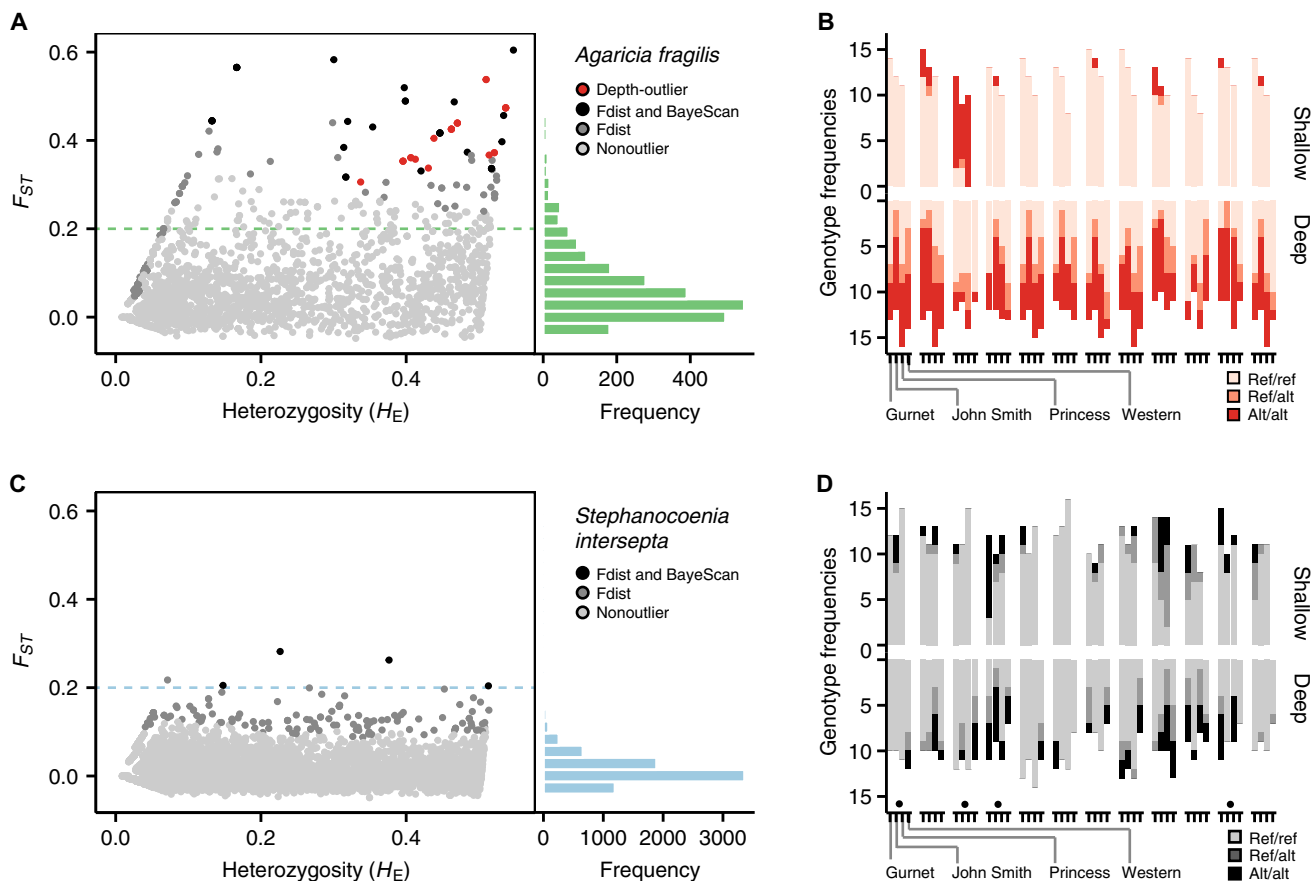 A
0.6
0.4
0.2
0.0
FST
0.0
0.2
0.4
Heterozygosity (HE)
0
200
400
Frequency
Agaricia fragilis
Depth-outlier
Fdist and BayeScan
Fdist
Nonoutlier
B
15
10
5
0
5
10
15
Genotype frequencies
Shallow
Deep
Gurnet
John Smith
Princess
Western
Ref/ref
Ref/alt
Alt/alt
C
0.6
0.4
0.2
0.0
FST
0.0
0.2
0.4
Heterozygosity (HE)
0
1000
2000
3000
Frequency
Stephanocoenia
intersepta
Fdist and BayeScan
Fdist
Nonoutlier
D
15
10
5
0
5
10
15
Genotype frequencies
Shallow
Deep
Gurnet
John Smith
Princess
Western
Ref/ref
Ref/alt
Alt/alt